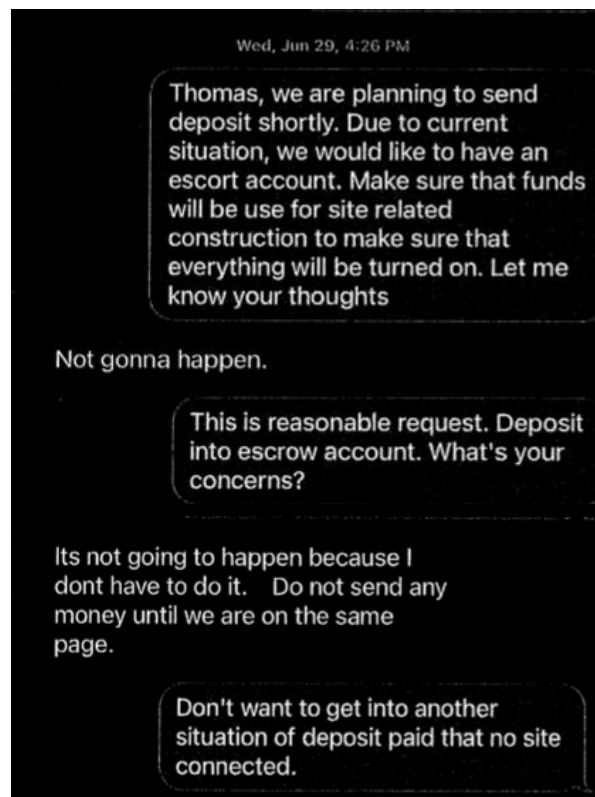 Wed, Jun 29, 4:26 PM
Thomas, we are planning to send
deposit shortly. Due to current
situation, we would like to have an
escort account. Make sure that funds
will be use for site related
construction to make sure that
everything will be turned on. Let me
know your thoughts
Not gonna happen.
This is reasonable request. Deposit
into escrow account. What's your
concerns?
Its not going to happen because I
dont have to do it. Do not send any
money until we are on the same
page.
Don't want to get into another
situation of deposit paid that no site
connected.